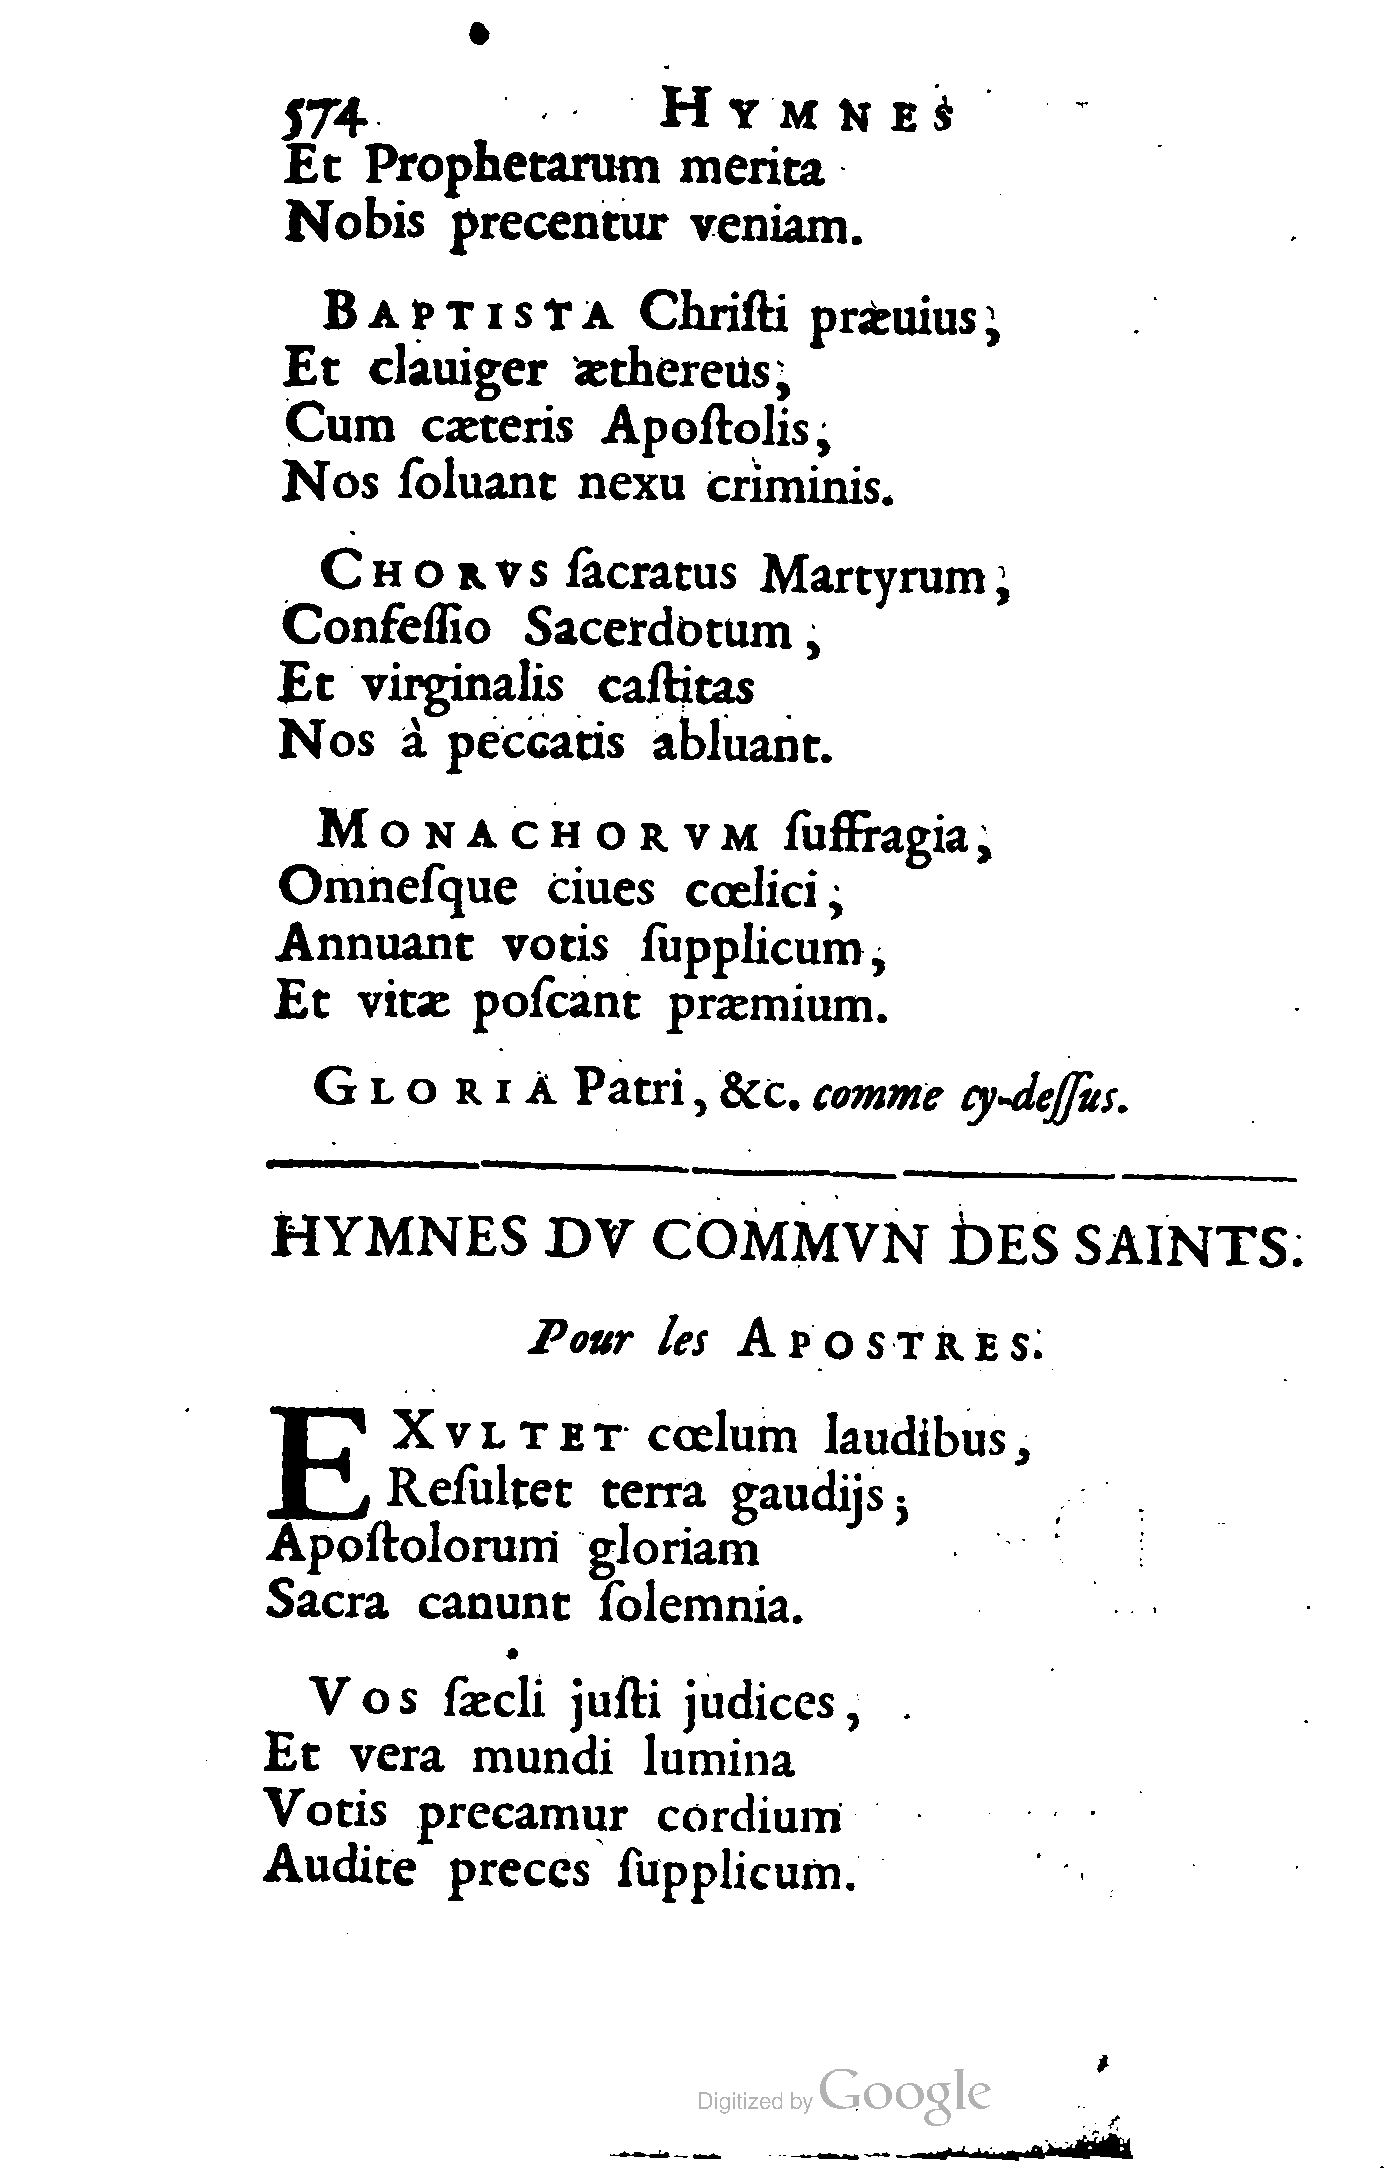 574 HYMNES
Et Prophetarum merita
Nobis precentur veniam.
BAPTISTA Chriſti præuius,
Et clauiger æthereus,
Cum cæteris Apoſtolis,
Nos ſoluant nexu criminis.
CHORVS ſacratus Martyrum,
Confeſſio Sacerdotum,
Et virginalis caſtitas
Nos à peccatis abluant.
MONACHORVM ſuffragia,
Omneſque ciues cœlici,
Annuant votis ſupplicum,
Et vitæ poſcant præmium.
GLORIA Patri, &c. comme cy-deſſus.
HYMNES DV COMMVN DES SAINTS.
Pour les APOSTRES.
EXVLTET cœlum laudibus,
Reſultet terra gaudijs;
Apoſtolorum gloriam
Sacra canunt ſolemnia.
VOS ſæcli juſti judices,
Et vera mundi lumina
Votis precamur cordium
Audite preces ſupplicum.
Digitized by Google